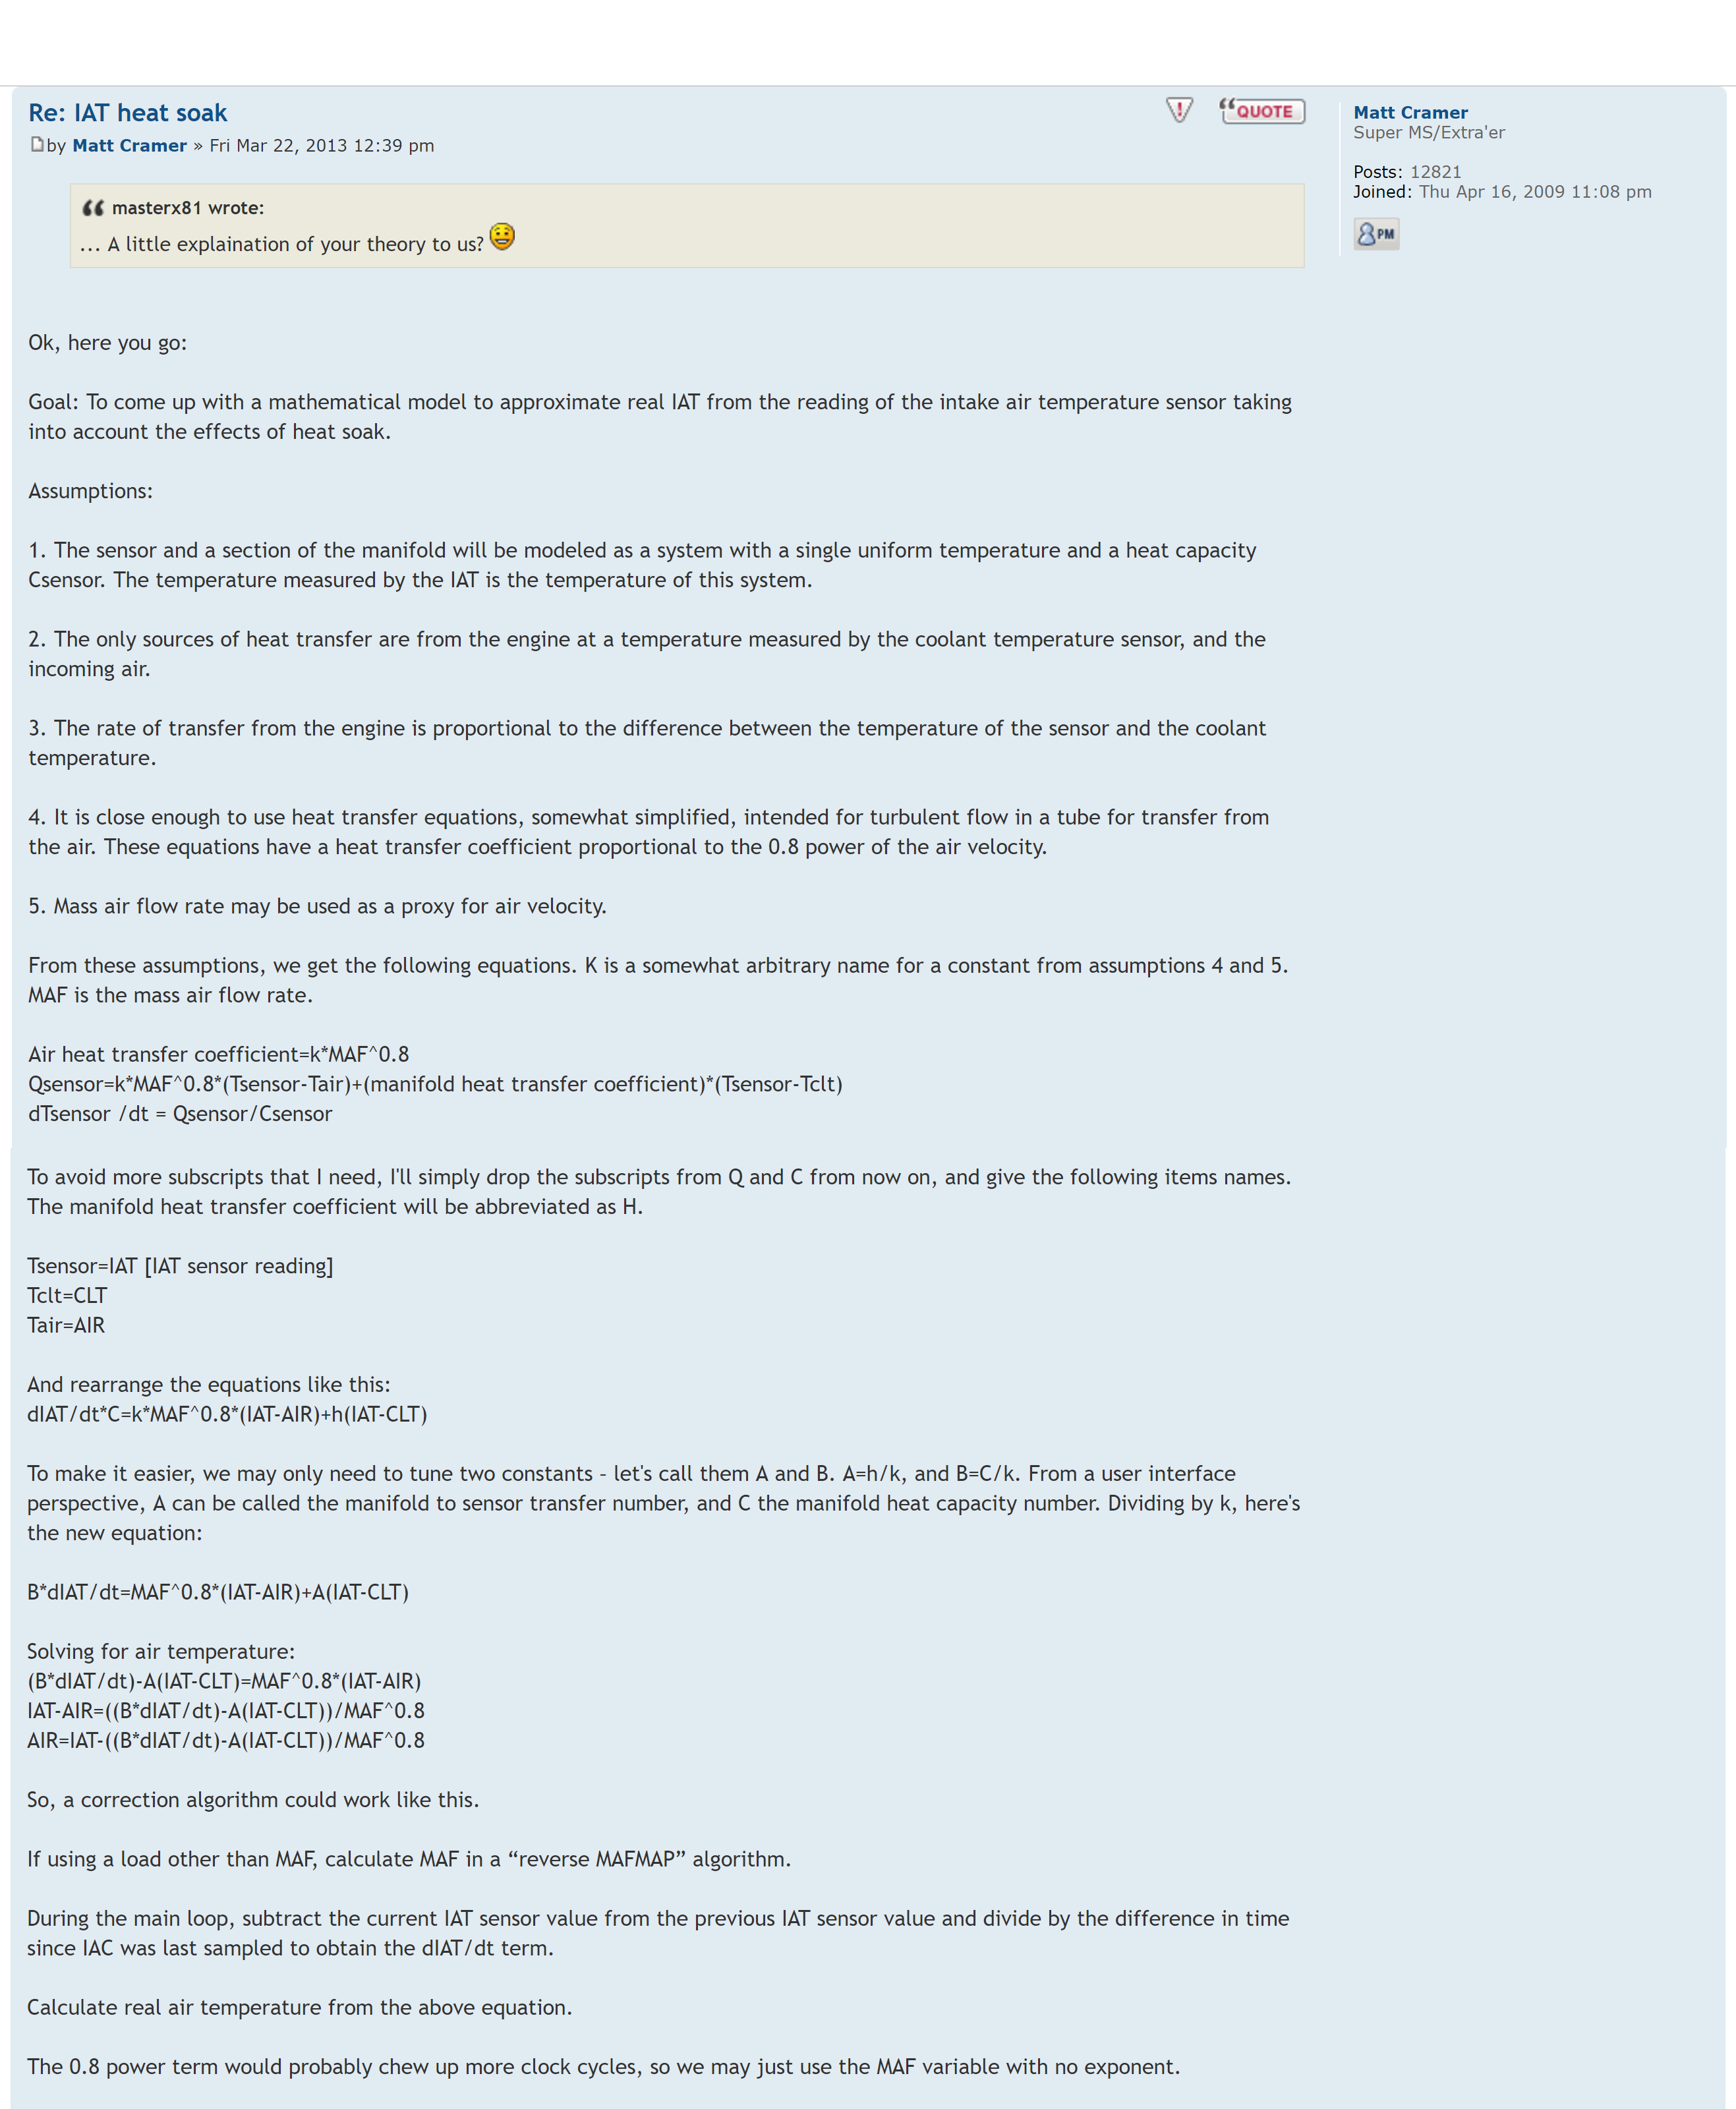 Re: IAT heat soak
QUOTE
by Matt Cramer » Fri Mar 22, 2013 12:39 pm
Matt Cramer
Super MS/Extra'er
Posts: 12821
Joined: Thu Apr 16, 2009 11:08 pm
PM
masterx81 wrote:
... A little explaination of your theory to us?
Ok, here you go:
Goal: To come up with a mathematical model to approximate real IAT from the reading of the intake air temperature sensor taking
into account the effects of heat soak.
Assumptions:
1. The sensor and a section of the manifold will be modeled as a system with a single uniform temperature and a heat capacity
Csensor. The temperature measured by the IAT is the temperature of this system.
2. The only sources of heat transfer are from the engine at a temperature measured by the coolant temperature sensor, and the
incoming air.
3. The rate of transfer from the engine is proportional to the difference between the temperature of the sensor and the coolant
temperature.
4. It is close enough to use heat transfer equations, somewhat simplified, intended for turbulent flow in a tube for transfer from
the air. These equations have a heat transfer coefficient proportional to the 0.8 power of the air velocity.
5. Mass air flow rate may be used as a proxy for air velocity.
From these assumptions, we get the following equations. K is a somewhat arbitrary name for a constant from assumptions 4 and 5.
MAF is the mass air flow rate.
Air heat transfer coefficient=k*MAF^0.8
Qsensor=k*MAF^0.8*(Tsensor-Tair)+(manifold heat transfer coefficient)*(Tsensor-Tclt)
dTsensor /dt = Qsensor/Csensor
To avoid more subscripts that I need, I'll simply drop the subscripts from Q and C from now on, and give the following items names.
The manifold heat transfer coefficient will be abbreviated as H.
Tsensor=IAT [IAT sensor reading]
Tclt=CLT
Tair=AIR
And rearrange the equations like this:
dIAT/dt*C=k*MAF^0.8*(IAT-AIR)+h(IAT-CLT)
To make it easier, we may only need to tune two constants - let's call them A and B. A=h/k, and B=C/k. From a user interface
perspective, A can be called the manifold to sensor transfer number, and C the manifold heat capacity number. Dividing by k, here's
the new equation:
B*dIAT/dt=MAF^0.8*(IAT-AIR)+A(IAT-CLT)
Solving for air temperature:
(B*dIAT/dt)-A(IAT-CLT)=MAF^0.8*(IAT-AIR)
IAT-AIR=((B*dIAT/dt)-A(IAT-CLT))/MAF^0.8
AIR=IAT-((B*dIAT/dt)-A(IAT-CLT))/MAF^0.8
So, a correction algorithm could work like this.
If using a load other than MAF, calculate MAF in a “reverse MAFMAP” algorithm.
During the main loop, subtract the current IAT sensor value from the previous IAT sensor value and divide by the difference in time
since IAC was last sampled to obtain the dIAT/dt term.
Calculate real air temperature from the above equation.
The 0.8 power term would probably chew up more clock cycles, so we may just use the MAF variable with no exponent.